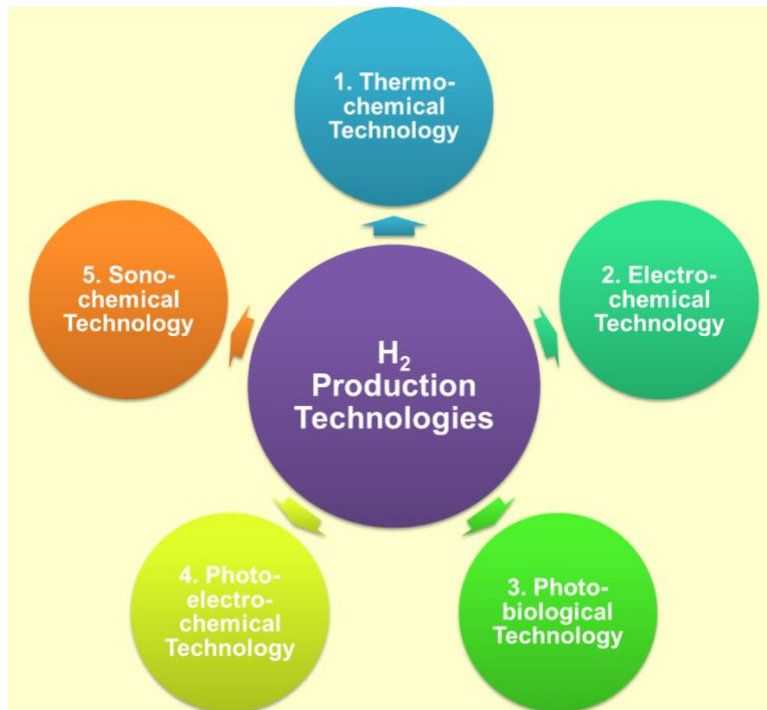 1. Thermo-
chemical
Technology
2. Electro-
chemical
Technology
3. Photo-
biological
Technology
4. Photo-
electro-
chemical
Technology
5. Sono-
chemical
Technology
H₂
Production
Technologies